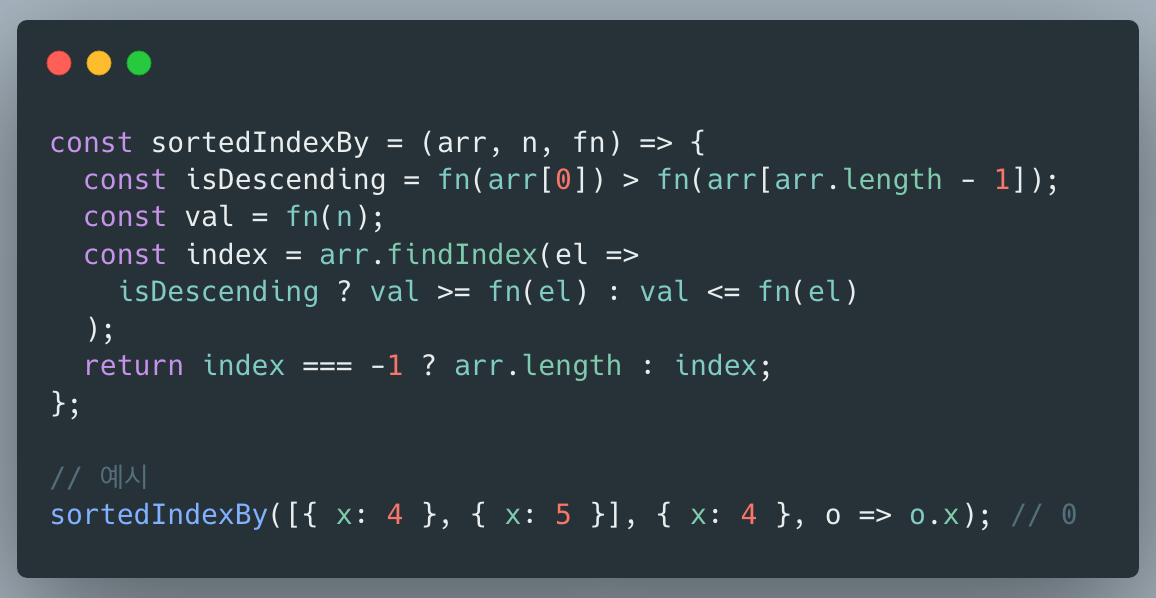 const sortedIndexBy = (arr, n, fn) => {
  const isDescending = fn(arr[0]) > fn(arr[arr.length - 1]);
  const val = fn(n);
  const index = arr.findIndex(el =>
    isDescending ? val >= fn(el) : val <= fn(el)
  );
  return index === -1 ? arr.length : index;
};

// 예시
sortedIndexBy([{ x: 4 }, { x: 5 }], { x: 4 }, o => o.x); // 0